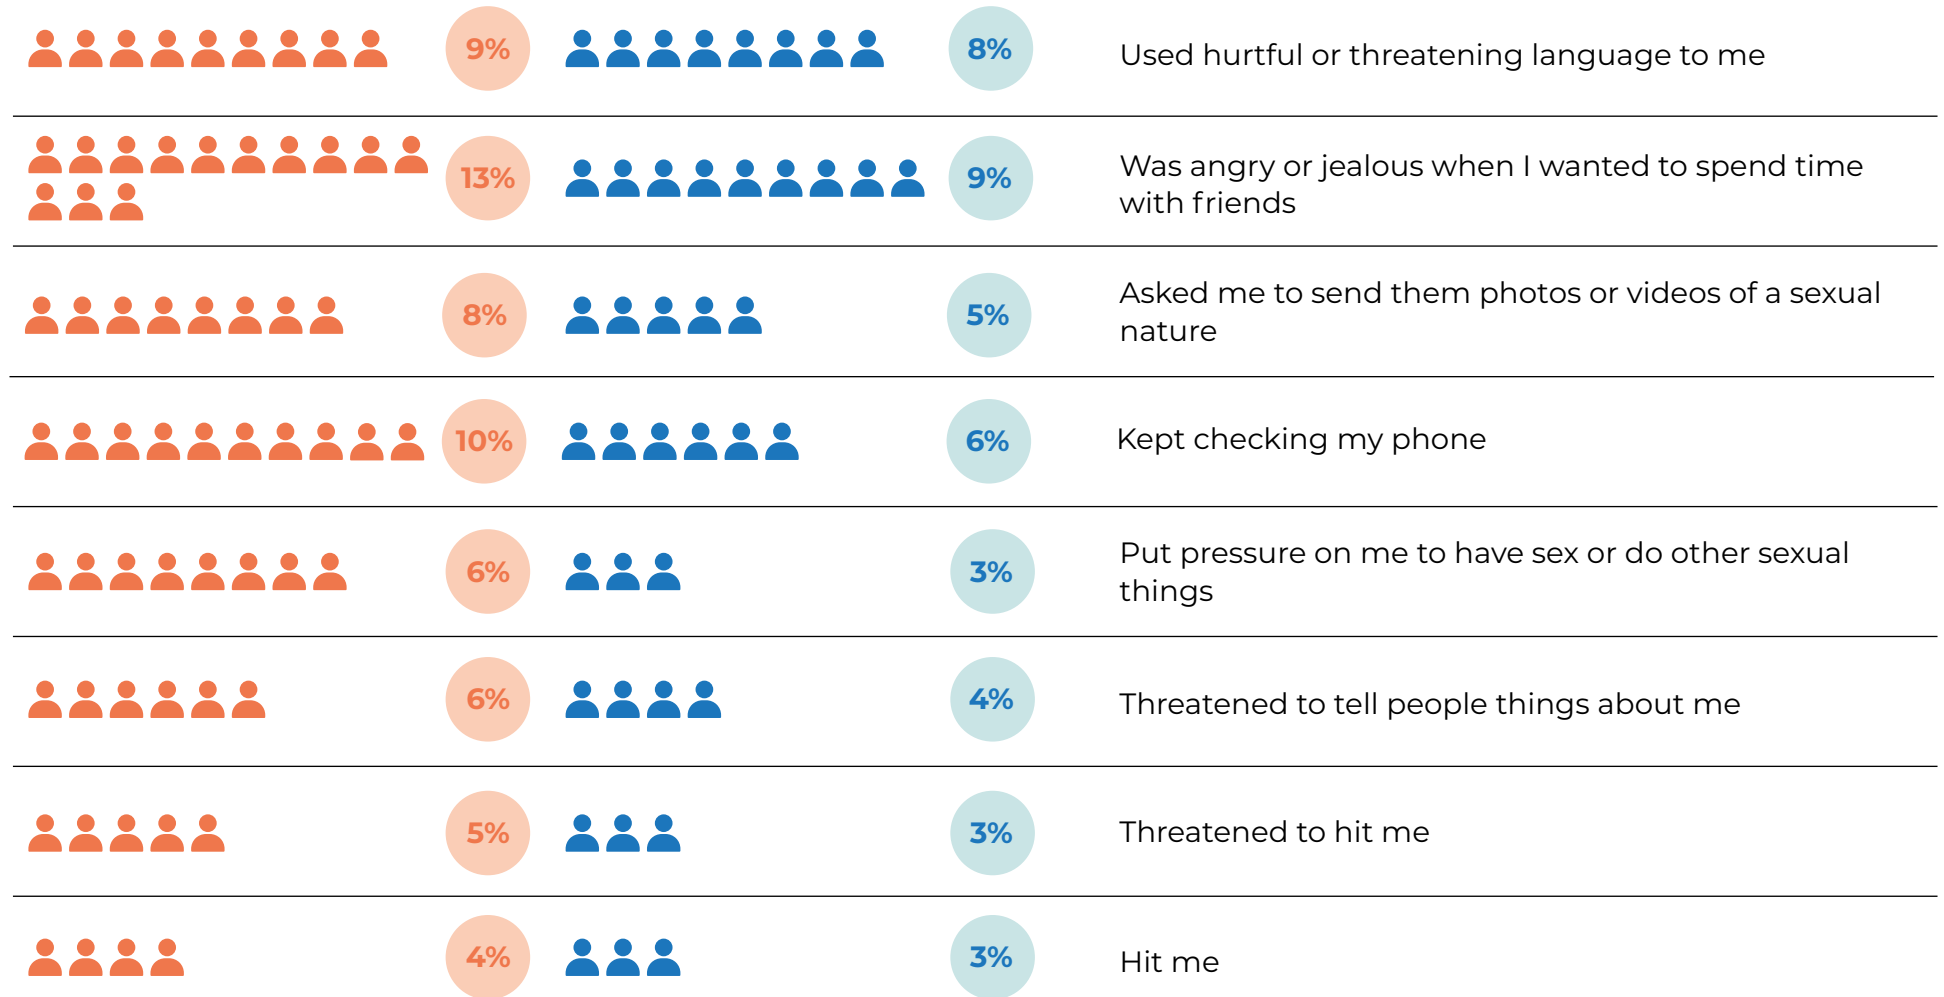 9% 8% Used hurtful or threatening language to me
13% 9% Was angry or jealous when I wanted to spend time
with friends
8% 5% Asked me to send them photos or videos of a sexual
nature
10% 6% Kept checking my phone
6% 3% Put pressure on me to have sex or do other sexual
things
6% 4% Threatened to tell people things about me
5% 3% Threatened to hit me
4% 3% Hit me